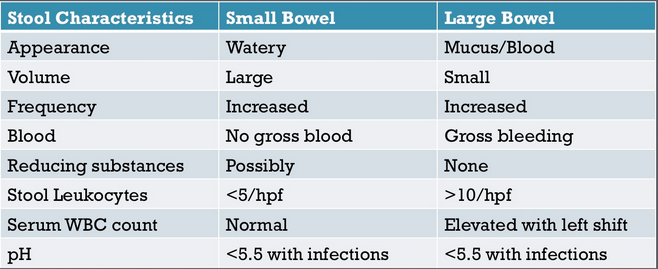 Stool Characteristics Small Bowel Large Bowel
Appearance Watery Mucus/Blood
Volume Large Small
Frequency Increased Increased
Blood No gross blood Gross bleeding
Reducing substances Possibly None
Stool Leukocytes <5/hpf >10/hpf
Serum WBC count Normal Elevated with left shift
pH <5.5 with infections <5.5 with infections